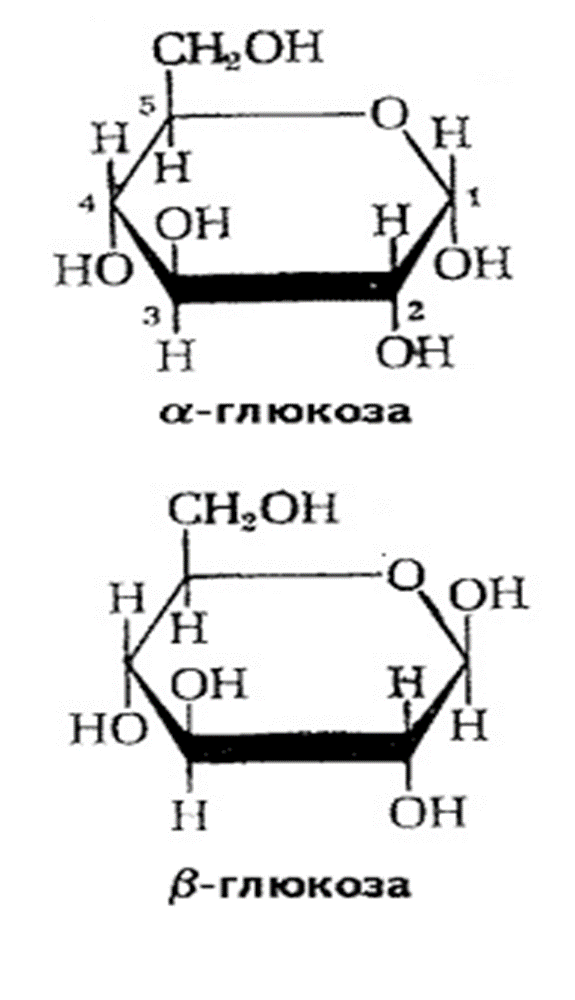 CH₂OH
5 O H
H H
4 OH H 1
HO OH
3 2
H OH
α-глюкоза
CH₂OH
O OH
H H
OH H
HO H
H OH
β-глюкоза